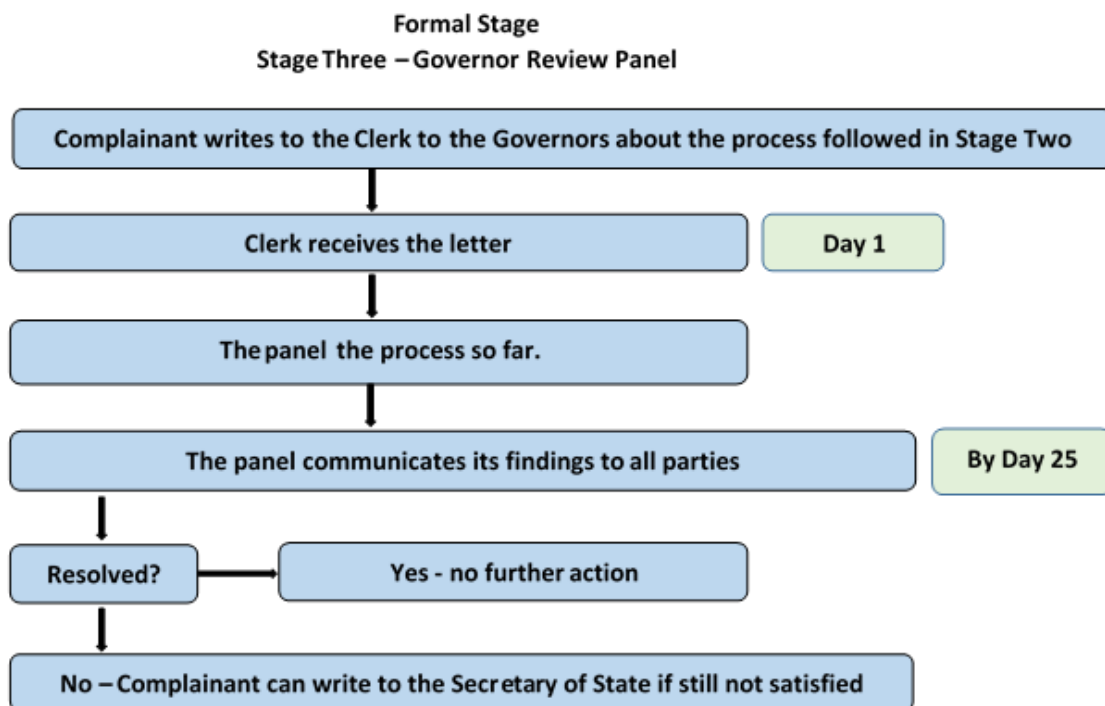 Formal Stage
Stage Three – Governor Review Panel
Complainant writes to the Clerk to the Governors about the process followed in Stage Two
Clerk receives the letter
Day 1
The panel the process so far.
The panel communicates its findings to all parties
By Day 25
Resolved?
Yes - no further action
No – Complainant can write to the Secretary of State if still not satisfied